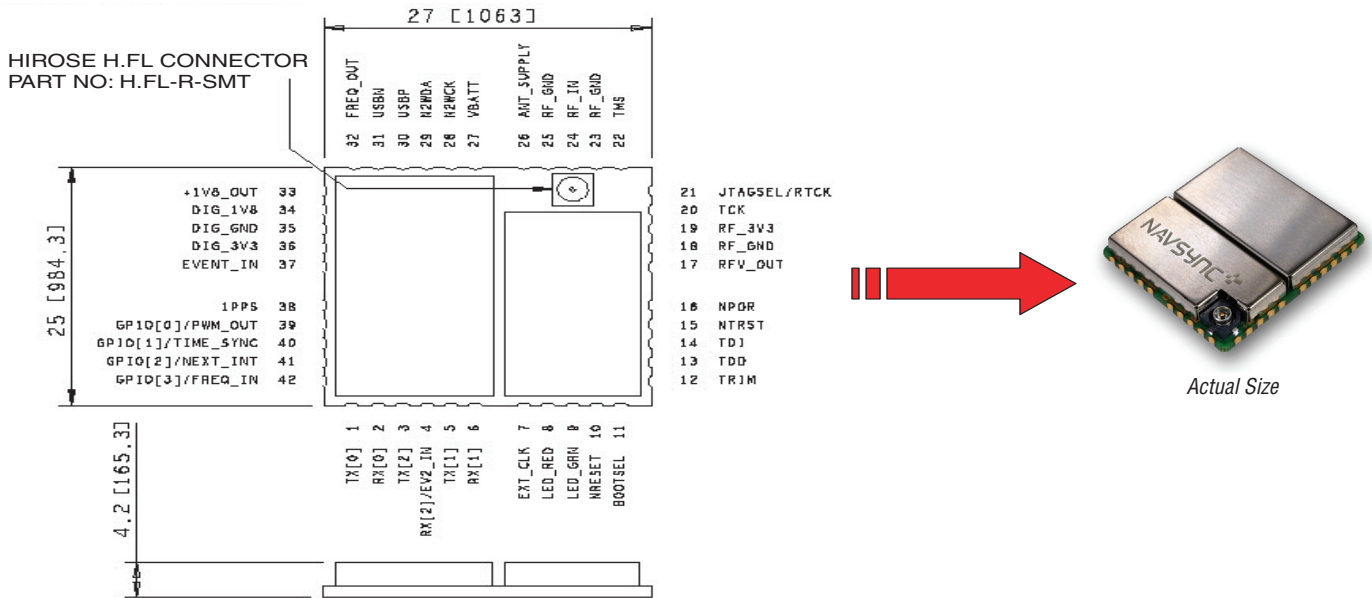 27 [1063]
HIROSE H.FL CONNECTOR
PART NO: H.FL-R-SMT
32 FREQ_OUT
31 USBN
30 USBP
29 N2WDA
28 N2WCK
27 VBATT
26 ANT_SUPPLY
25 RF_GND
24 RF_IN
23 RF_GND
22 TMS
+1V8_OUT 33
DIG_1V8 34
DIG_GND 35
DIG_3V3 36
EVENT_IN 37
1PPS 38
GPIO[0]/PWM_OUT 39
GPIO[1]/TIME_SYNC 40
GPIO[2]/NEXT_INT 41
GPIO[3]/FREQ_IN 42
25 [984.3]
21 JTAGSEL/RTCK
20 TCK
19 RF_3V3
18 RF_GND
17 RFV_OUT
16 NPOR
15 NTRST
14 TDI
13 TDO
12 TRIM
TX[0] 1
RX[0] 2
TX[2] 3
RX[2]/EV2_IN 4
TX[1] 5
RX[1] 6
EXT_CLK 7
LED_RED 8
LED_GRN 9
NRESET 10
BOOTSEL 11
4.2 [165.3]
NAVSYNC
Actual Size